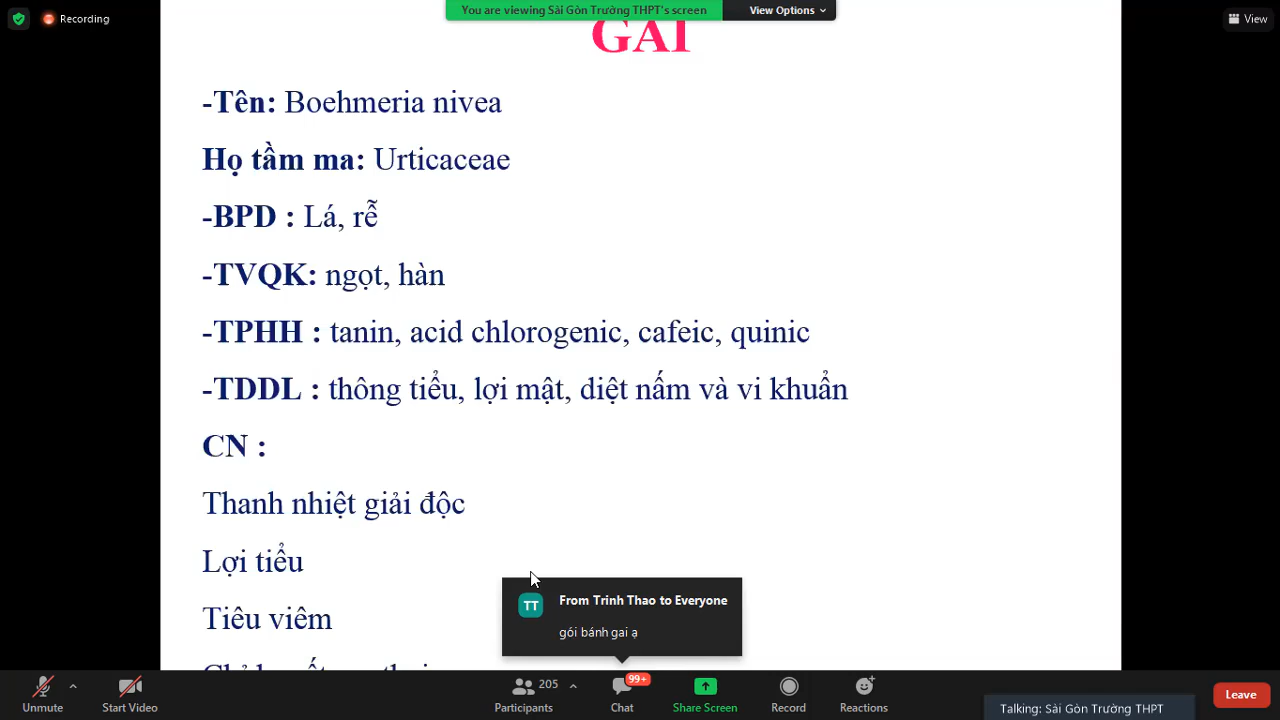 You are viewing Sài Gòn Trường THPT's screen
View Options
Recording
View
GAI
-Tên: Boehmeria nivea
Họ tầm ma: Urticaceae
-BPD : Lá, rễ
-TVQK: ngọt, hàn
-TPHH : tanin, acid chlorogenic, cafeic, quinic
-TDDL : thông tiểu, lợi mật, diệt nấm và vi khuẩn
CN :
Thanh nhiệt giải độc
Lợi tiểu
Tiêu viêm
TT
From Trinh Thao to Everyone
gói bánh gai ạ
Unmute
Start Video
205
Participants
99+
Chat
Share Screen
Record
Reactions
Talking: Sài Gòn Trường THPT
Leave